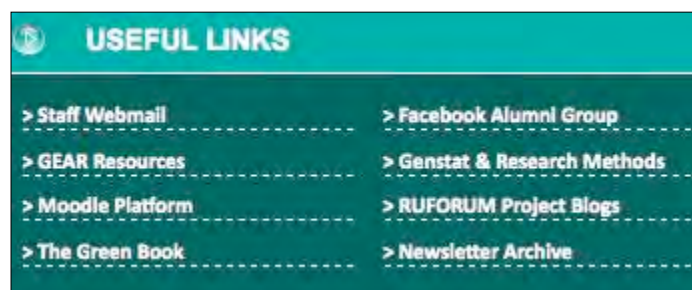 USEFUL LINKS
> Staff Webmail
> GEAR Resources
> Moodle Platform
> The Green Book
> Facebook Alumni Group
> Genstat & Research Methods
> RUFORUM Project Blogs
> Newsletter Archive